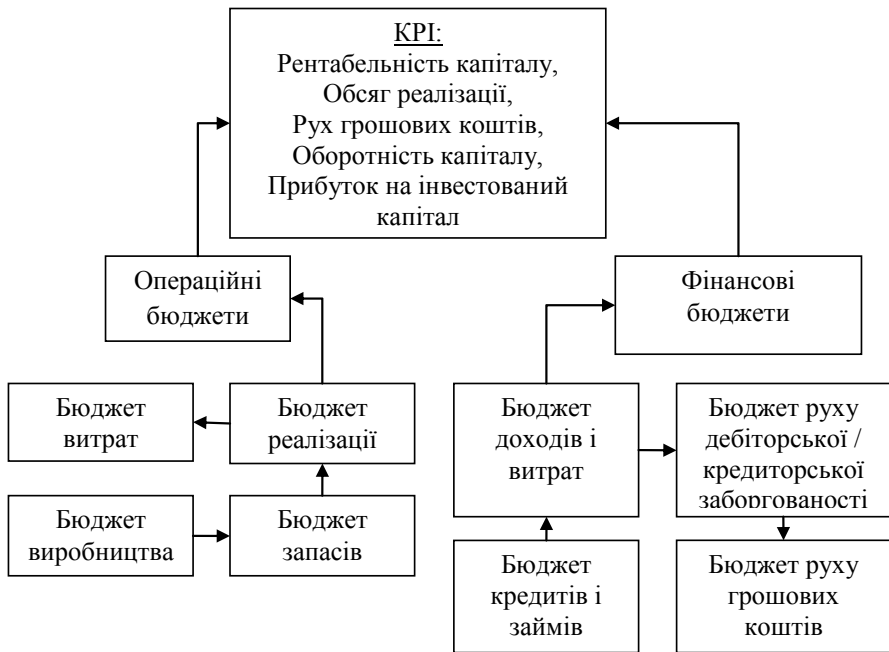 КРІ:
Рентабельність капіталу,
Обсяг реалізації,
Рух грошових коштів,
Оборотність капіталу,
Прибуток на інвестований
капітал
Операційні
бюджети
Фінансові
бюджети
Бюджет
витрат
Бюджет
реалізації
Бюджет
доходів і
витрат
Бюджет руху
дебіторської /
кредиторської
заборгованості
Бюджет
виробництва
Бюджет
запасів
Бюджет
кредитів і
займів
Бюджет руху
грошових
коштів